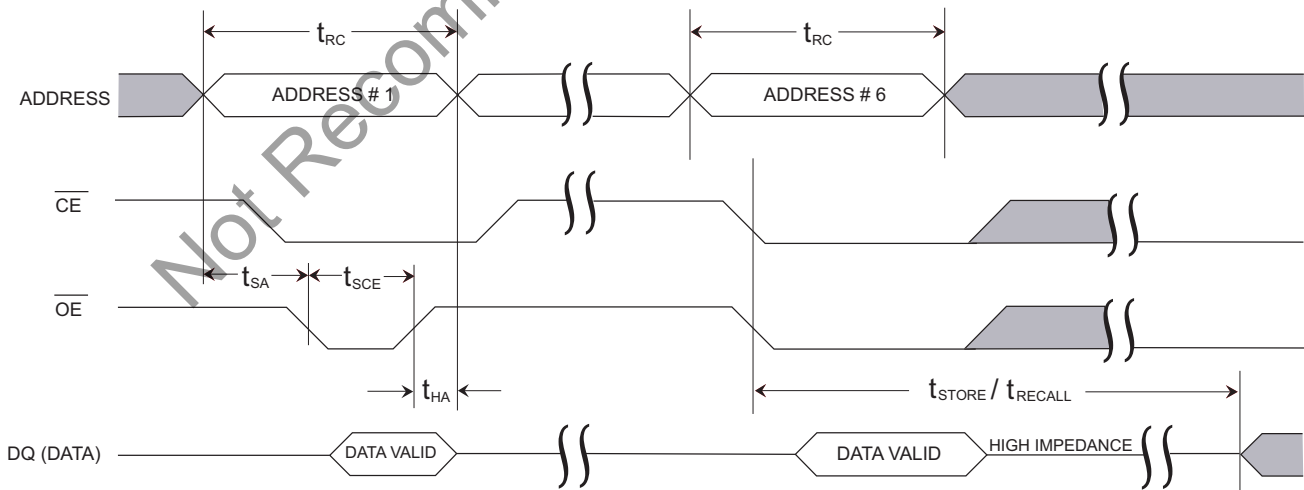 tRC
tRC
ADDRESS
ADDRESS # 1
ADDRESS # 6
CE
tSA
tSCE
OE
tHA
tSTORE / tRECALL
DQ (DATA)
DATA VALID
DATA VALID
HIGH IMPEDANCE
Not Recom